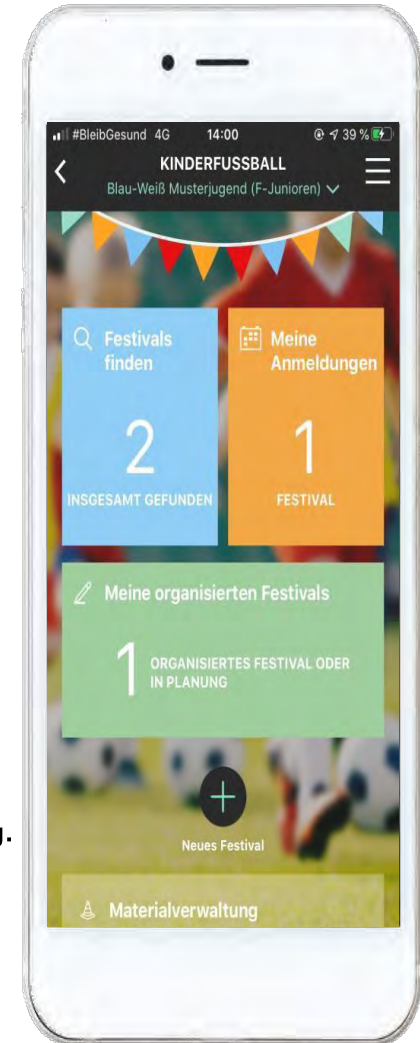 #BleibGesund 4G 14:00 39 %
KINDERFUSSBALL
Blau-Weiß Musterjugend (F-Junioren)
Festivals
finden
2
INSGESAMT GEFUNDEN
Meine
Anmeldungen
1
FESTIVAL
Meine organisierten Festivals
1
ORGANISIERTES FESTIVAL ODER
IN PLANUNG
Neues Festival
Materialverwaltung